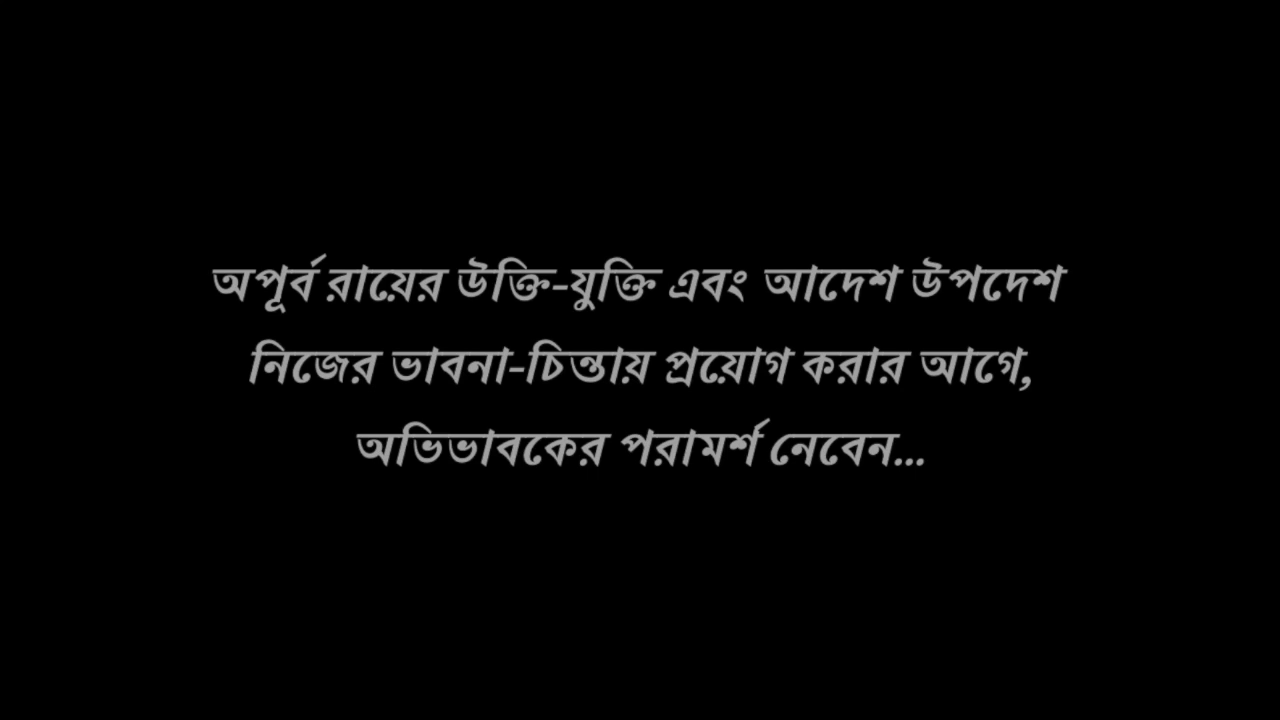 অপূর্ব রায়ের উক্তি-যুক্তি এবং আদেশ উপদেশ
নিজের ভাবনা-চিন্তায় প্রয়োগ করার আগে,
অভিভাবকের পরামর্শ নেবেন...